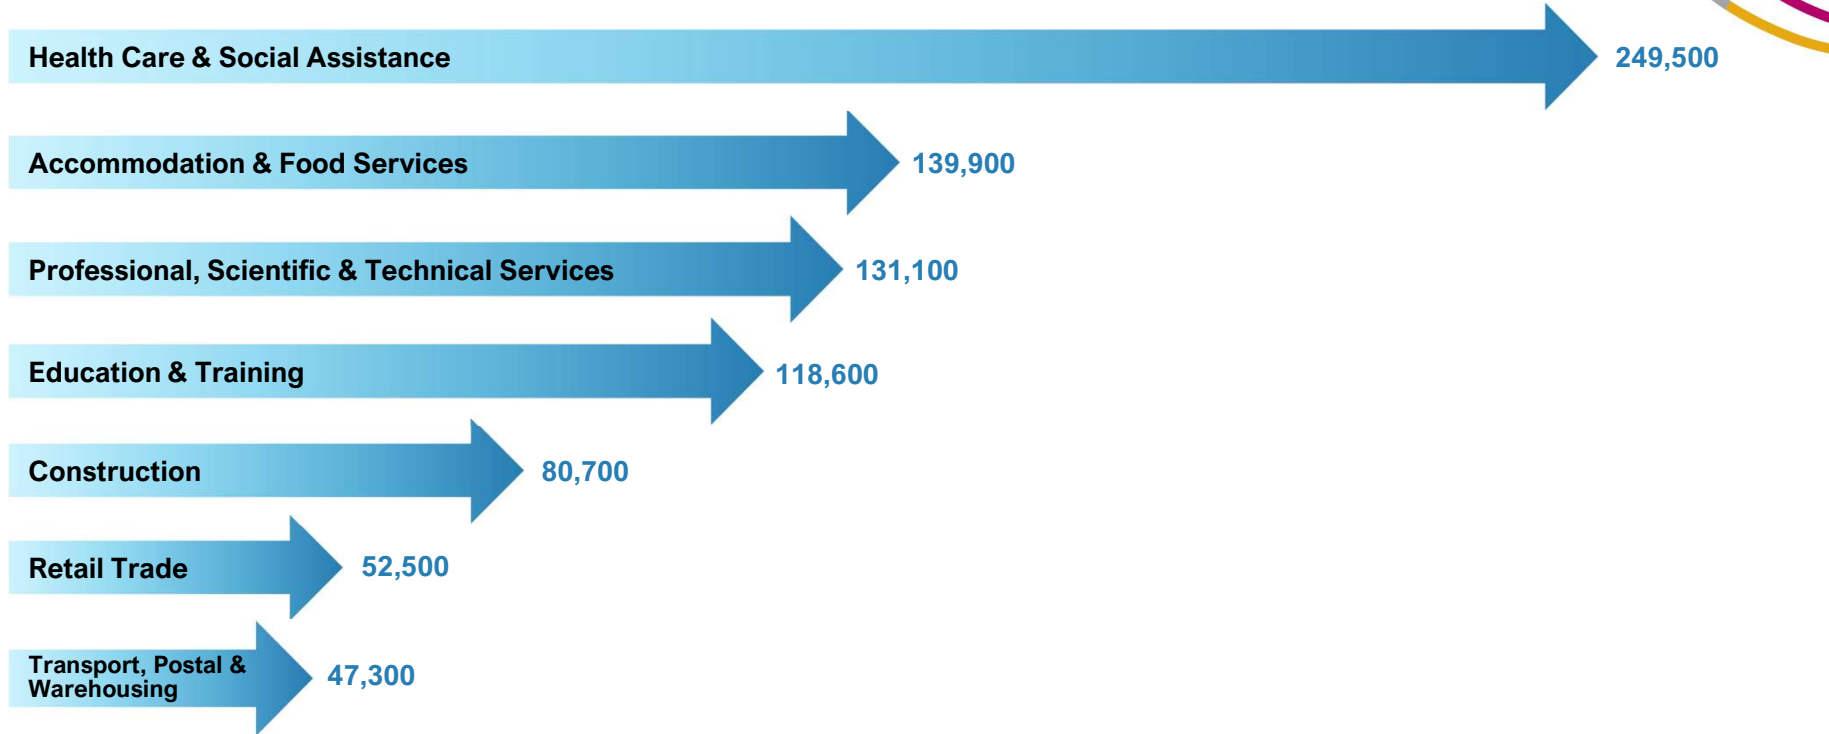 Health Care & Social Assistance
249,500
Accommodation & Food Services
139,900
Professional, Scientific & Technical Services
131,100
Education & Training
118,600
Construction
80,700
Retail Trade
52,500
Transport, Postal &
Warehousing
47,300